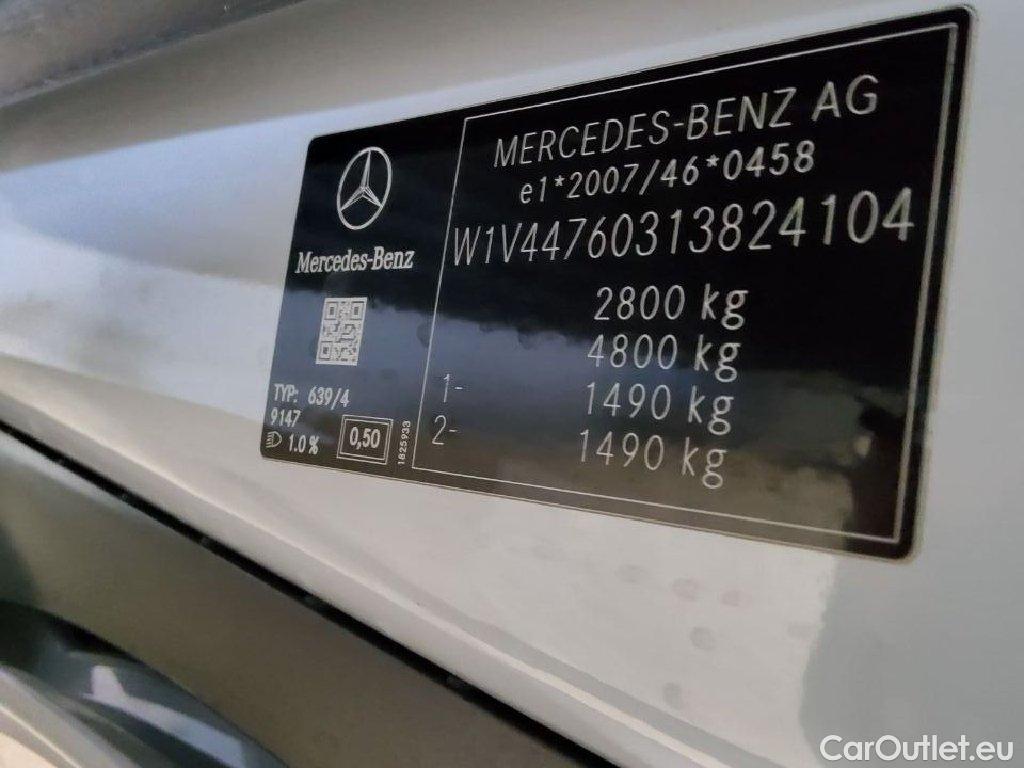 MERCEDES-BENZ AG
e1*2007/46*0458
W1V44760313824104
2800 kg
4800 kg
1- 1490 kg
2- 1490 kg
Mercedes-Benz
TYP: 639/4
9147
1.0 %
0,50
1825933
CarOutlet.eu